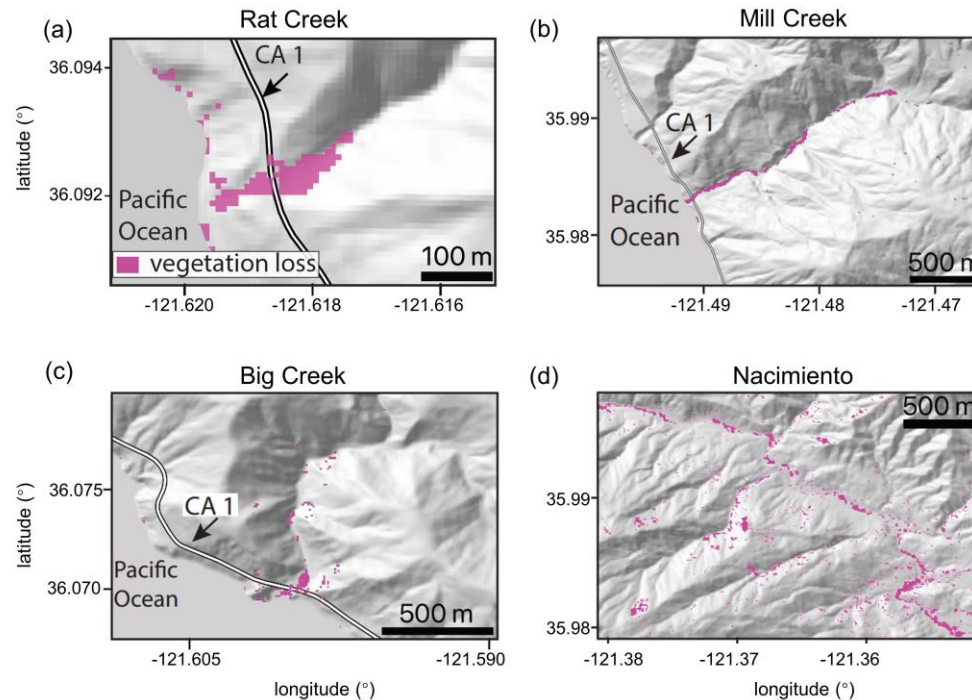 Rat Creek
(a)
36.094
36.092
latitude (°)
CA 1
Pacific
Ocean
vegetation loss
100 m
-121.620
-121.618
-121.616
Mill Creek
(b)
35.99
35.98
CA 1
Pacific
Ocean
500 m
-121.49
-121.48
-121.47
Big Creek
(c)
36.075
36.070
latitude (°)
CA 1
Pacific
Ocean
500 m
-121.605
-121.590
longitude (°)
Nacimiento
(d)
500 m
35.99
35.98
-121.38
-121.37
-121.36
longitude (°)